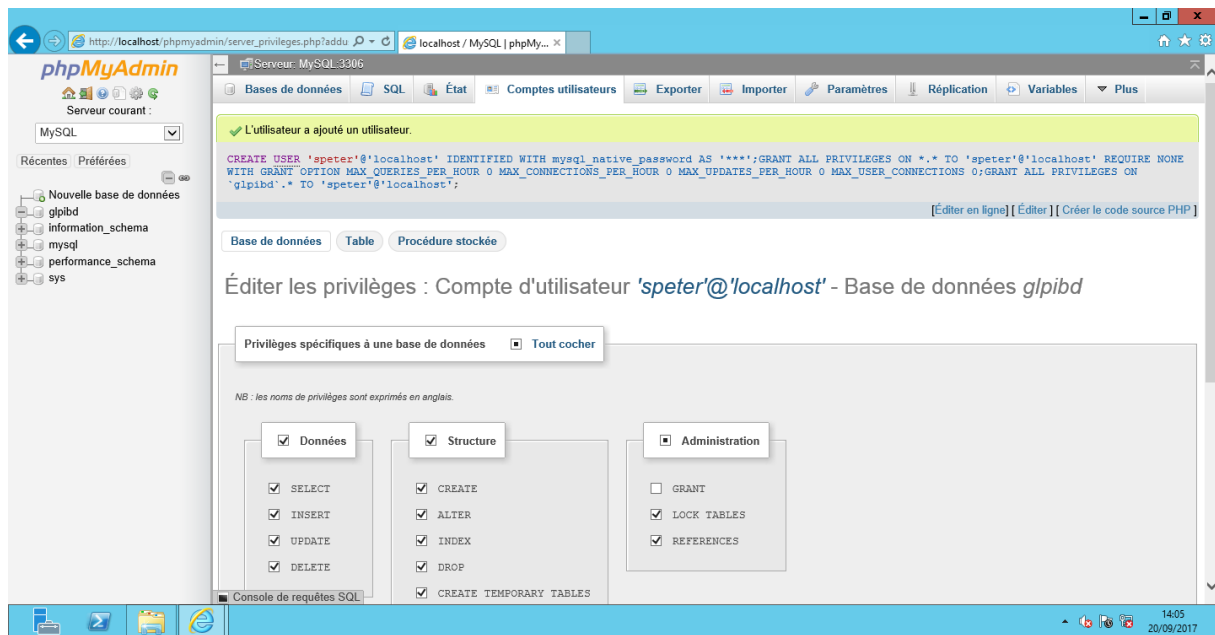 http://localhost/phpmyadmin/server_privileges.php?addu
localhost / MySQL | phpMy...
phpMyAdmin
Serveur courant :
MySQL
Récentes Préférées
Nouvelle base de données
glpibd
information_schema
mysql
performance_schema
sys
Serveur: MySQL:3306
Bases de données SQL État Comptes utilisateurs Exporter Importer Paramètres Réplication Variables Plus
L'utilisateur a ajouté un utilisateur.
CREATE USER 'speter'@'localhost' IDENTIFIED WITH mysql_native_password AS '***';GRANT ALL PRIVILEGES ON *.* TO 'speter'@'localhost' REQUIRE NONE
WITH GRANT OPTION MAX_QUERIES_PER_HOUR 0 MAX_CONNECTIONS_PER_HOUR 0 MAX_UPDATES_PER_HOUR 0 MAX_USER_CONNECTIONS 0;GRANT ALL PRIVILEGES ON
`glpibd`.* TO 'speter'@'localhost';
[Éditer en ligne] [ Éditer ] [ Créer le code source PHP ]
Base de données Table Procédure stockée
Éditer les privilèges : Compte d'utilisateur 'speter'@'localhost' - Base de données glpibd
Privilèges spécifiques à une base de données Tout cocher
NB : les noms de privilèges sont exprimés en anglais.
Données Structure Administration
SELECT CREATE GRANT
INSERT ALTER LOCK TABLES
UPDATE INDEX REFERENCES
DELETE DROP
CREATE TEMPORARY TABLES
Console de requêtes SQL
14:05
20/09/2017